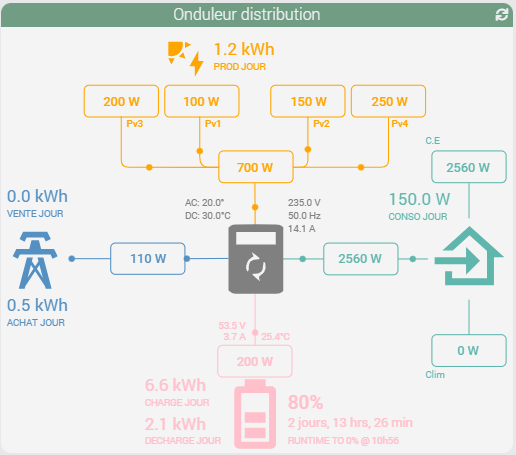 Onduleur distribution
1.2 kWh
PROD JOUR
200 W
100 W
150 W
250 W
Pv3
Pv1
Pv2
Pv4
700 W
C.E
2560 W
0.0 kWh
VENTE JOUR
150.0 W
CONSO JOUR
AC: 20.0°
DC: 30.0°C
235.0 V
50.0 Hz
14.1 A
110 W
2560 W
0.5 kWh
ACHAT JOUR
53.5 V
3.7 A
25.4°C
200 W
0 W
Clim
6.6 kWh
CHARGE JOUR
2.1 kWh
DECHARGE JOUR
80%
2 jours, 13 hrs, 26 min
RUNTIME TO 0% @ 10h56